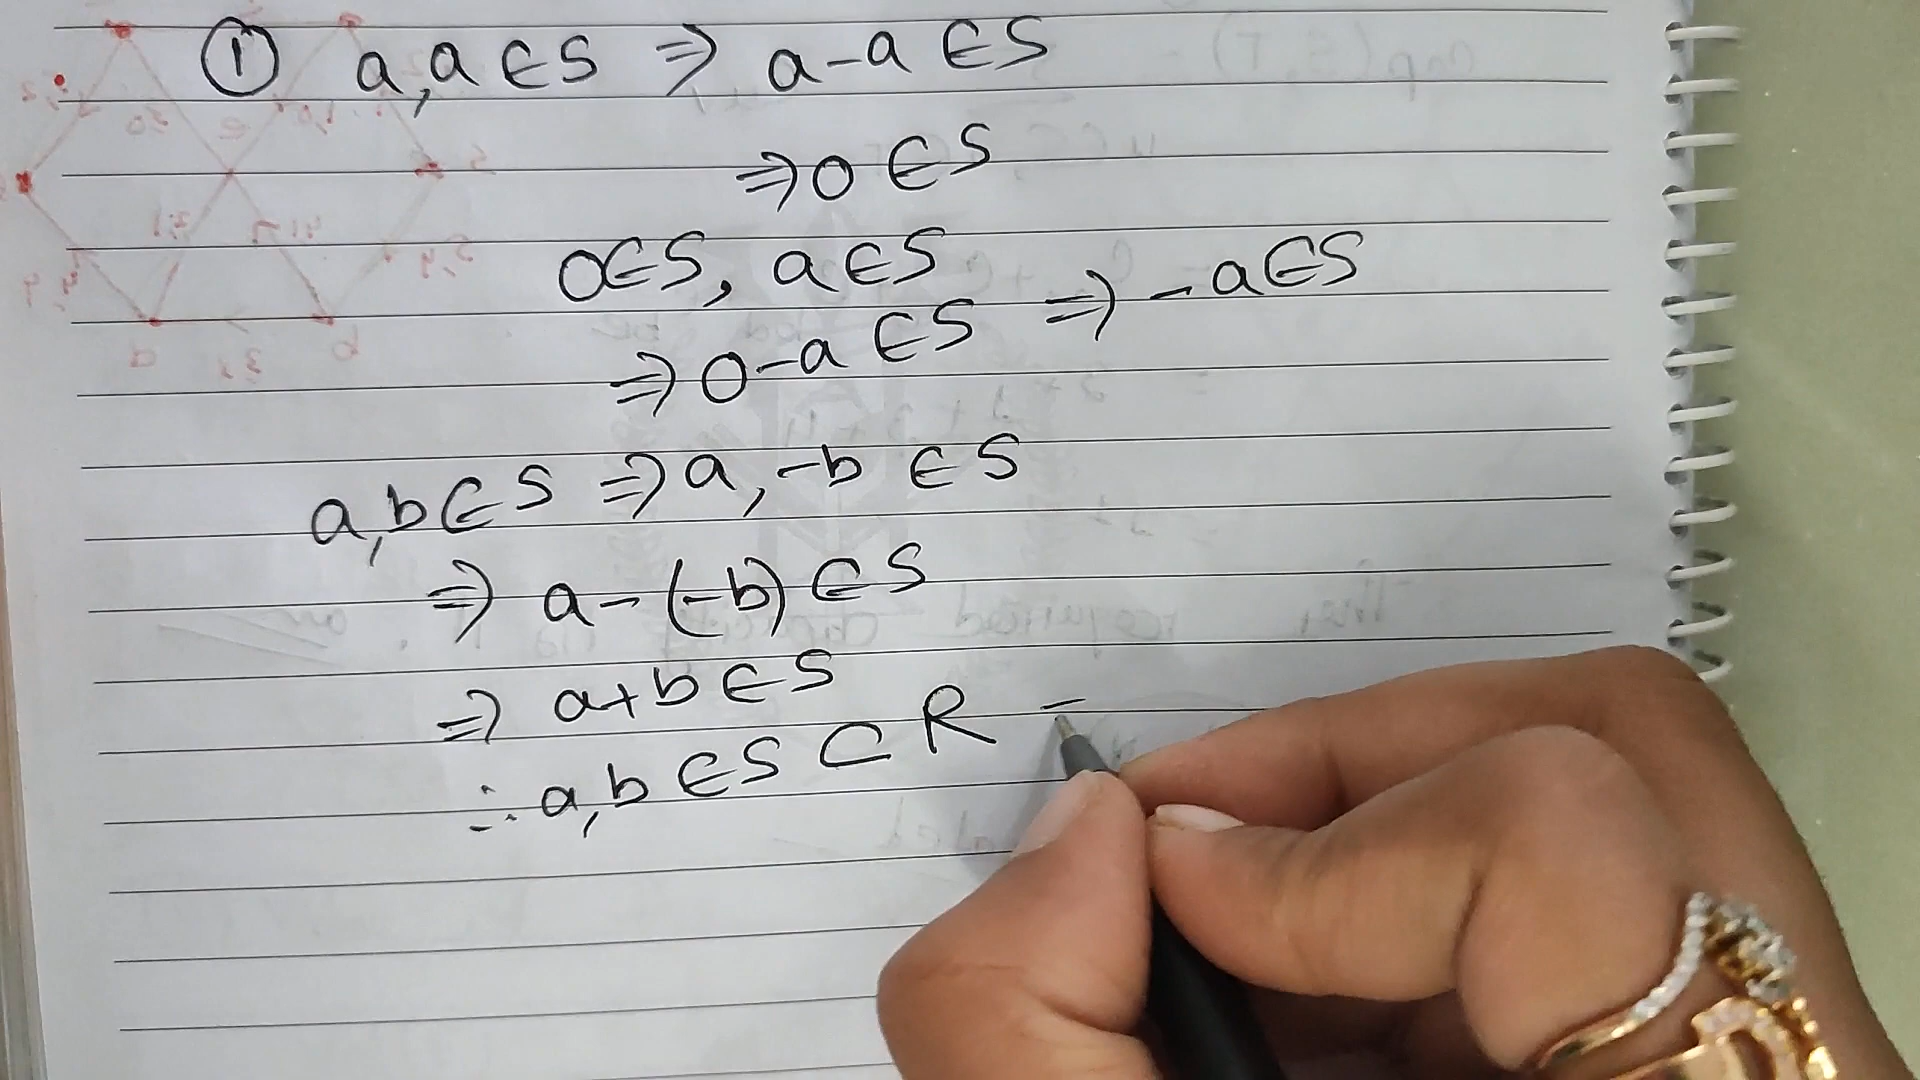 ① a,a ∈ S ⇒ a-a ∈ S
⇒ 0 ∈ S
0∈S, a∈S
⇒ 0-a ∈ S ⇒ -a∈S
a,b∈S ⇒ a,-b ∈ S
⇒ a-(-b) ∈ S
⇒ a+b ∈ S
∴ a,b ∈ S ⊂ R